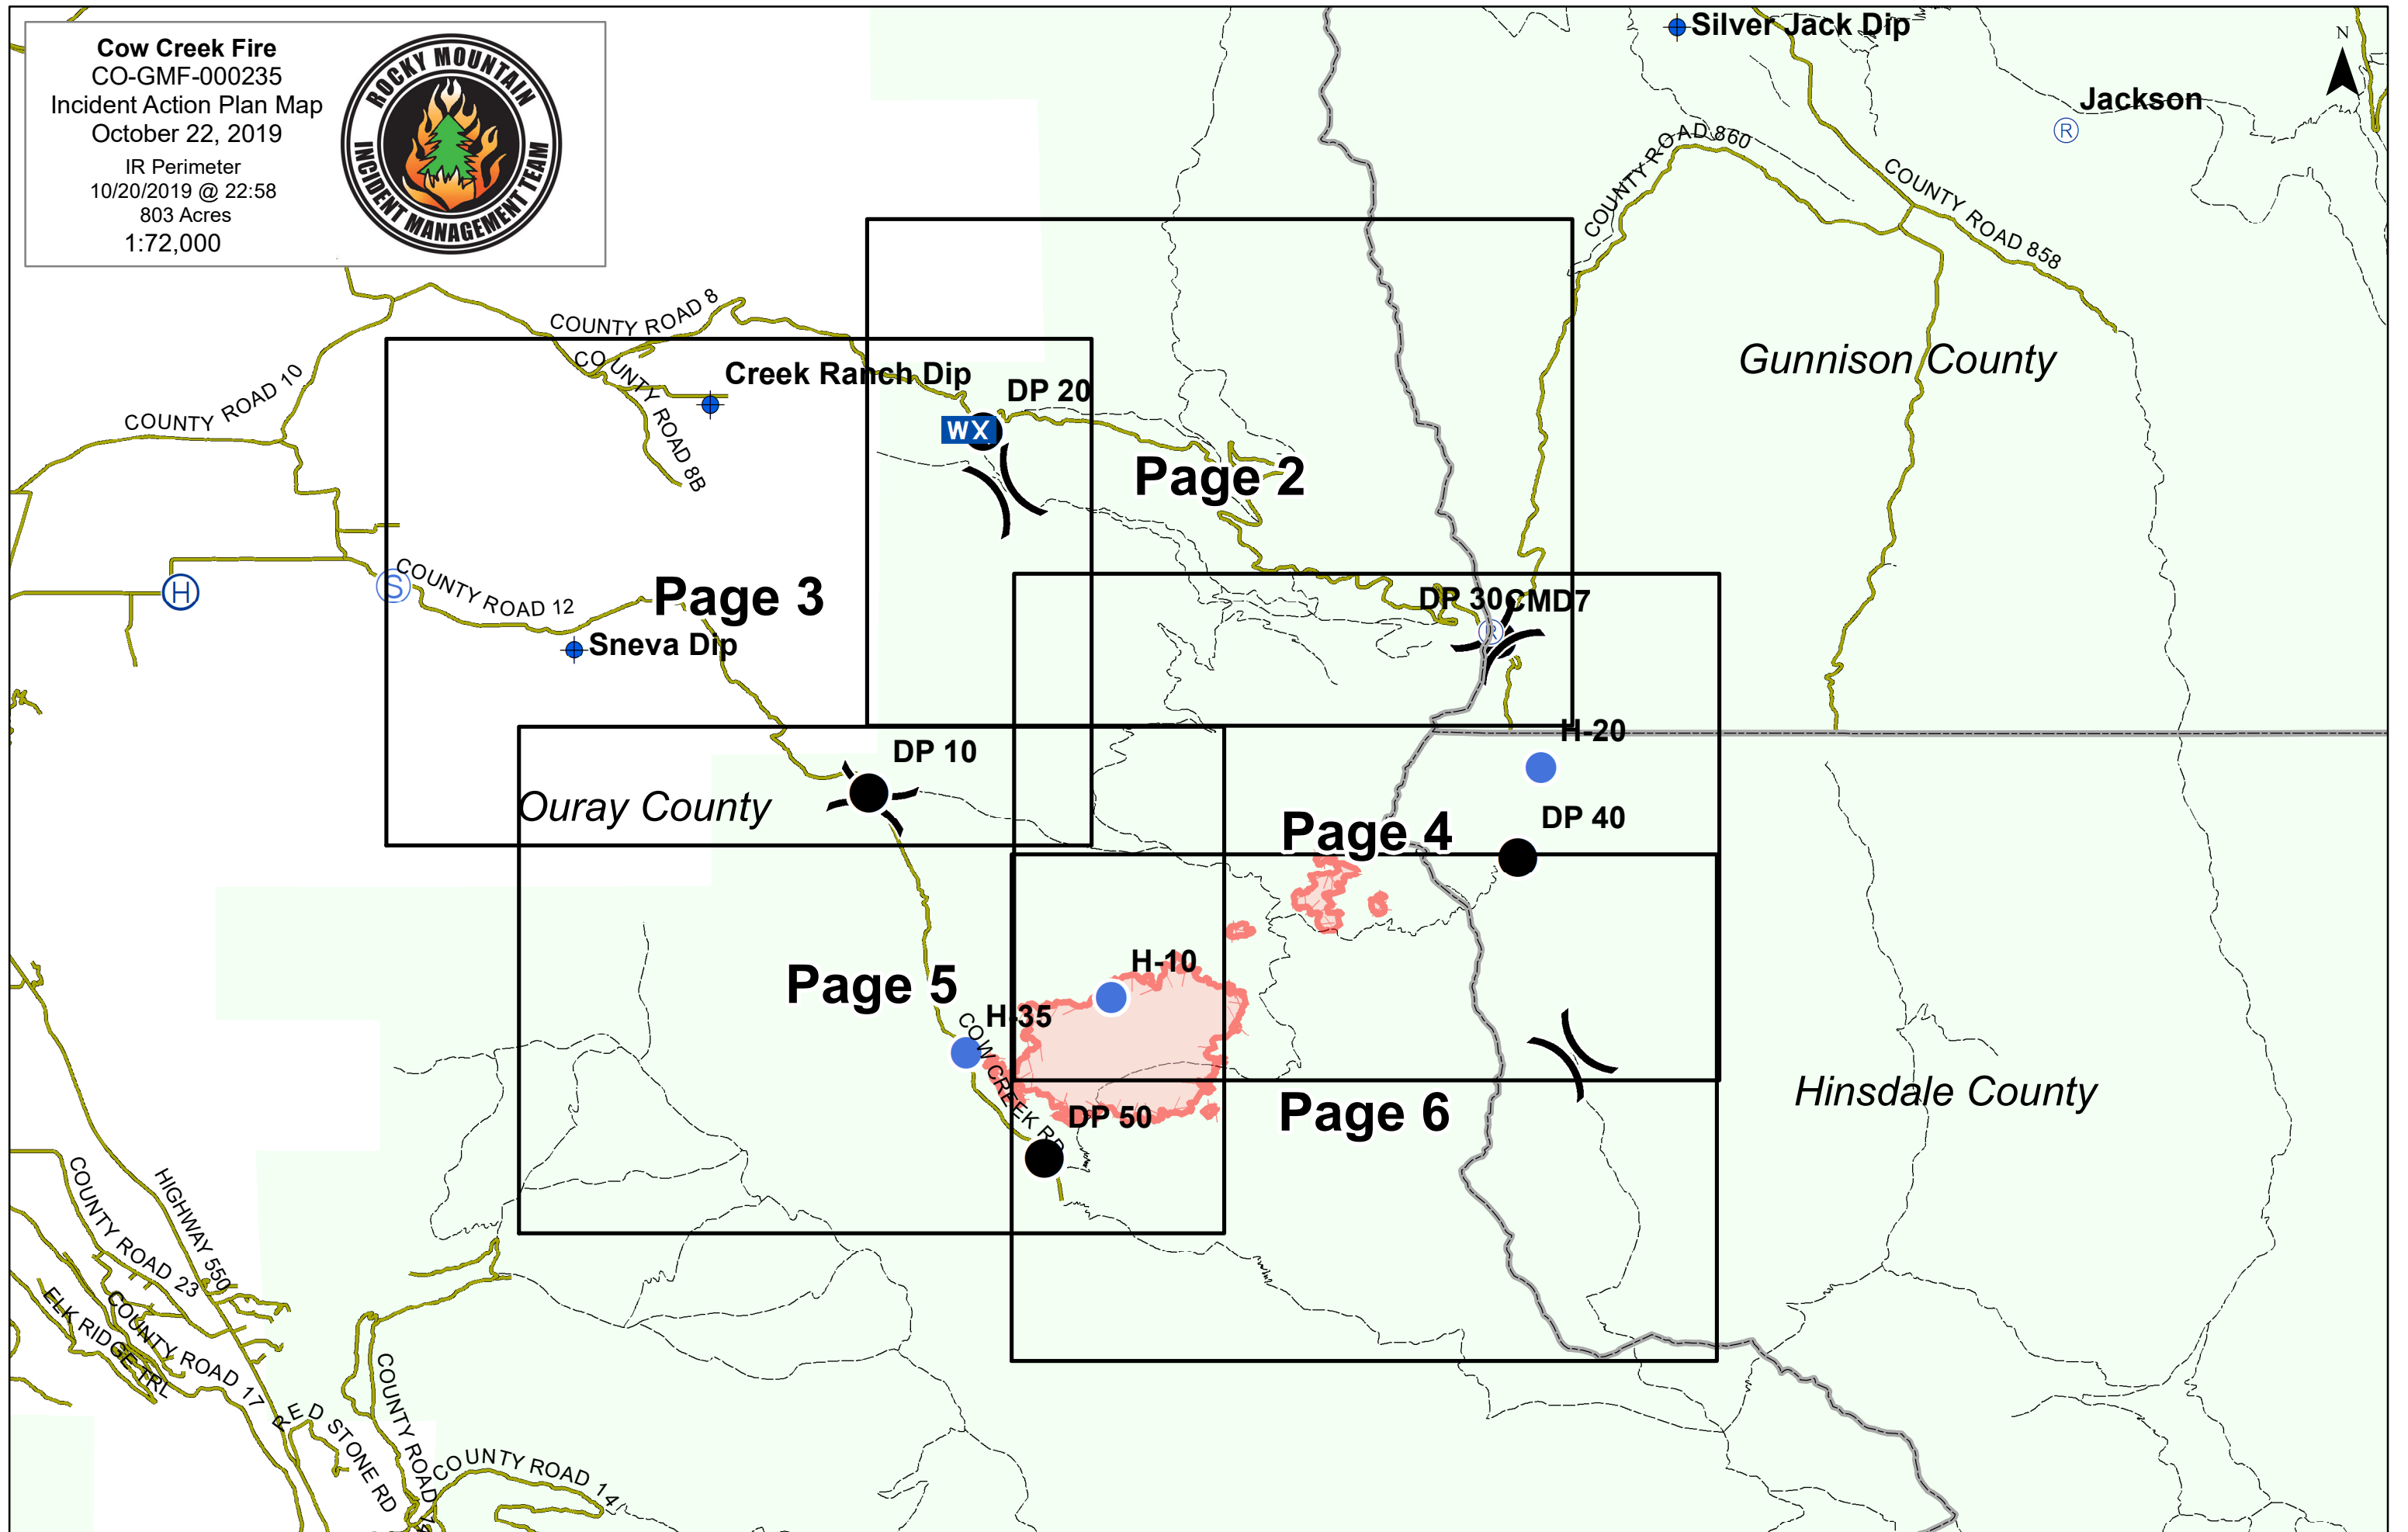 Cow Creek Fire
CO-GMF-000235
Incident Action Plan Map
October 22, 2019
IR Perimeter
10/20/2019 @ 22:58
803 Acres
1:72,000
ROCKY MOUNTAIN
INCIDENT MANAGEMENT TEAM
Silver Jack Dip
N
Jackson
R
COUNTY ROAD 860
COUNTY ROAD 858
COUNTY ROAD 8
COUNTY ROAD 8B
COUNTY ROAD 10
Creek Ranch Dip
DP 20
WX
Gunnison County
Page 2
H
S
COUNTY ROAD 12
Page 3
Sneva Dip
DP 30
CMD7
R
H-20
DP 10
Ouray County
Page 4
DP 40
H-10
Page 5
H-35
COW CREEK RD
DP 50
Page 6
Hinsdale County
HIGHWAY 550
COUNTY ROAD 23
COUNTY ROAD 17
ELK RIDGE TRL
RED STONE RD
COUNTY ROAD
COUNTY ROAD 14